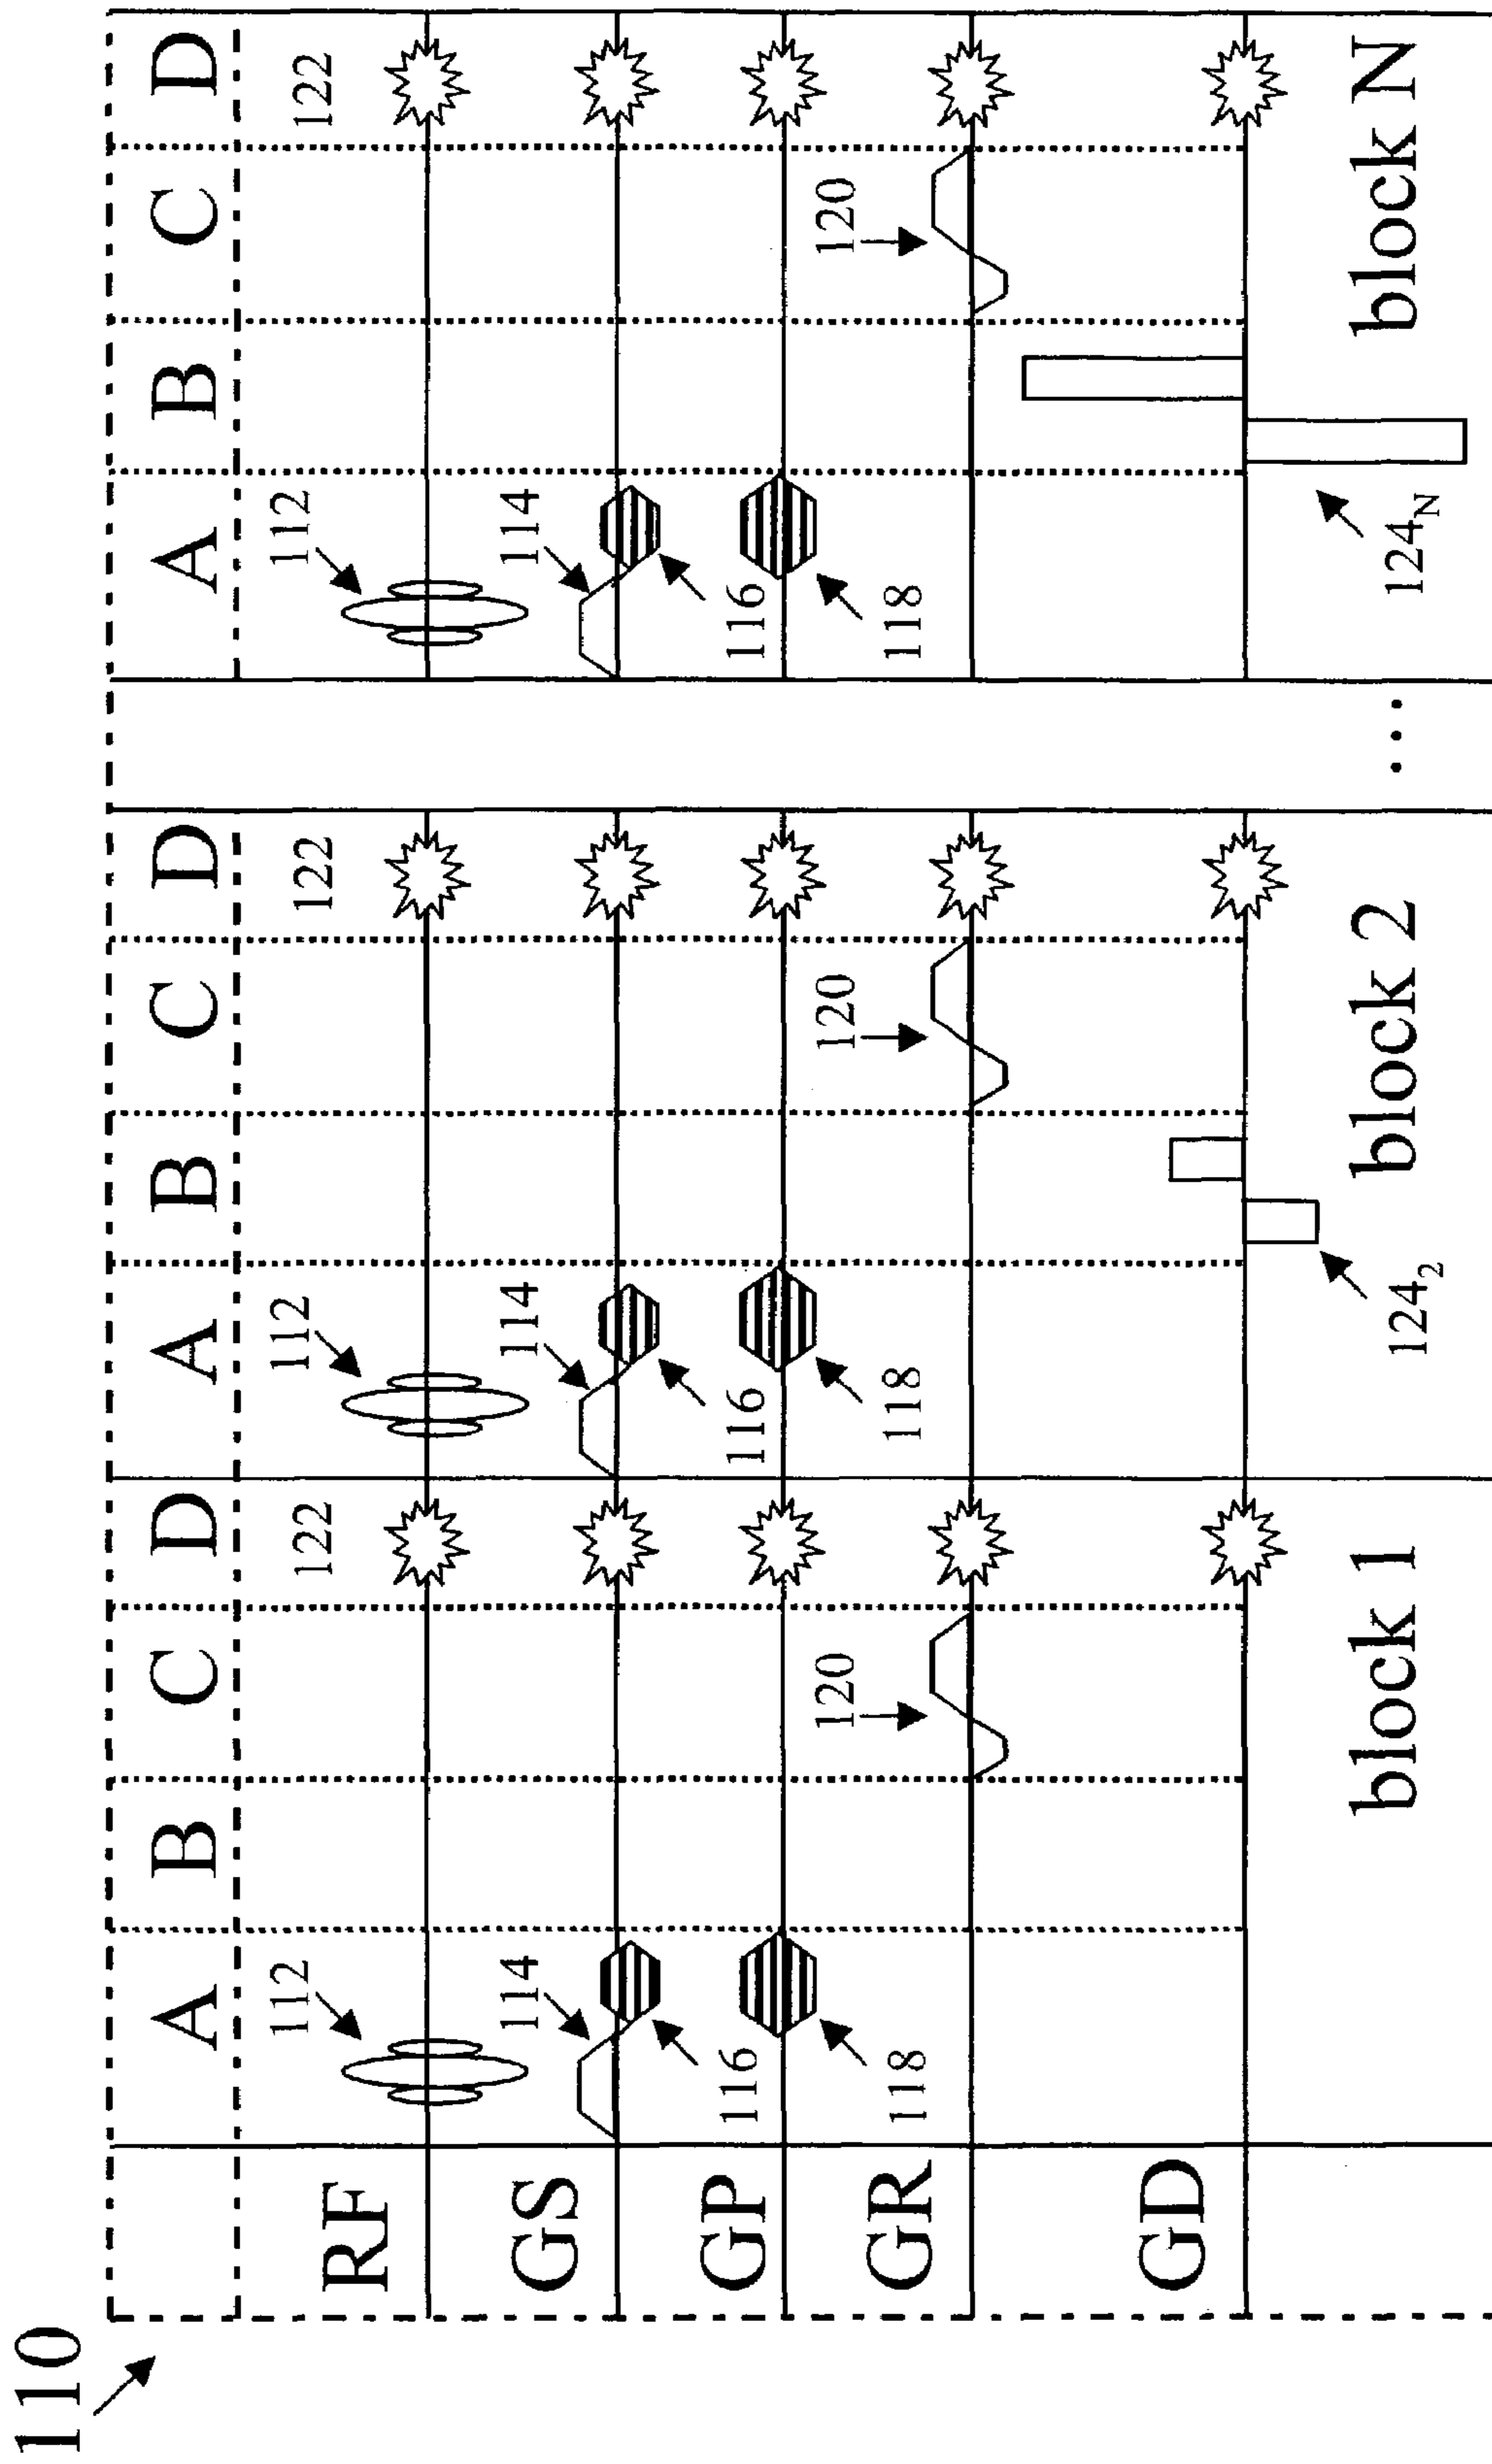 110
A B C D A B C D A B C D
RF 112 122 112 122 112 122
GS 114 114 114
GP 116 116 116
GR 118 120 118 120 118 120
GD
124₂ 124_N
block 1 block 2 ... block N